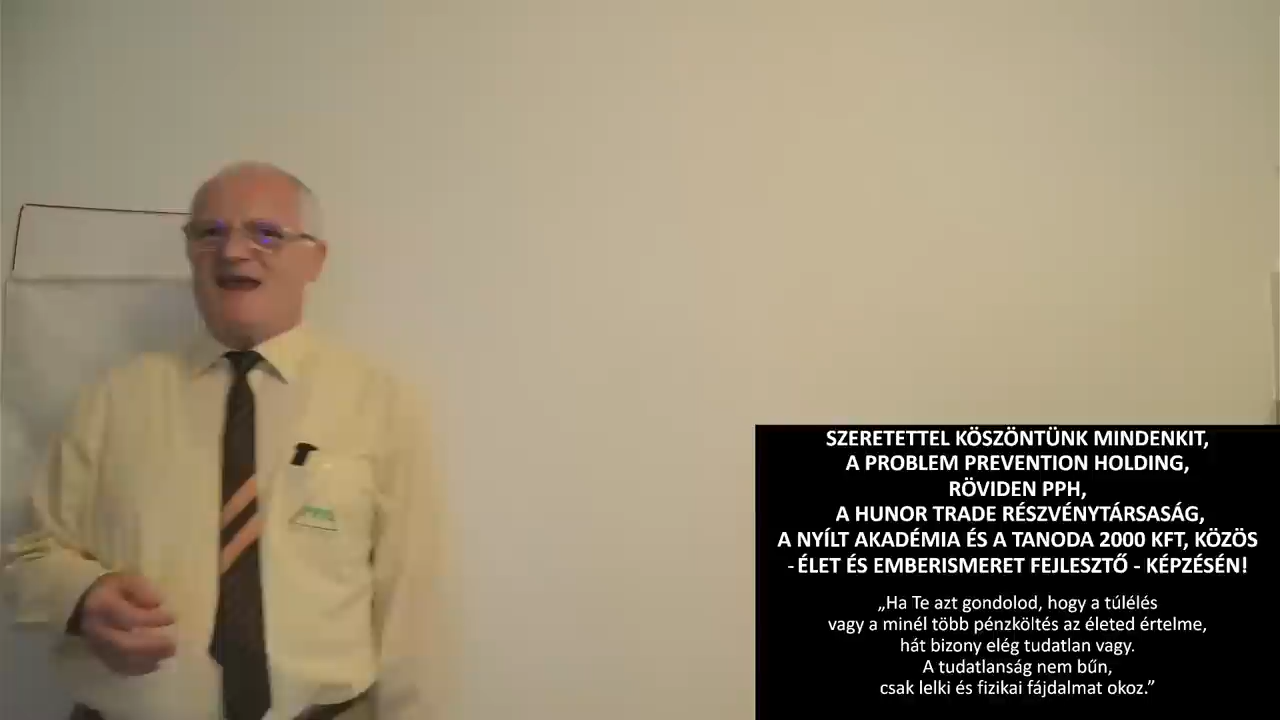 SZERETETTEL KÖSZÖNTÜNK MINDENKIT,
A PROBLEM PREVENTION HOLDING,
RÖVIDEN PPH,
A HUNOR TRADE RÉSZVÉNYTÁRSASÁG,
A NYÍLT AKADÉMIA ÉS A TANODA 2000 KFT, KÖZÖS
- ÉLET ÉS EMBERISMERET FEJLESZTŐ - KÉPZÉSÉN!
„Ha Te azt gondolod, hogy a túlélés
vagy a minél több pénzköltés az életed értelme,
hát bizony elég tudatlan vagy.
A tudatlanság nem bűn,
csak lelki és fizikai fájdalmat okoz.”